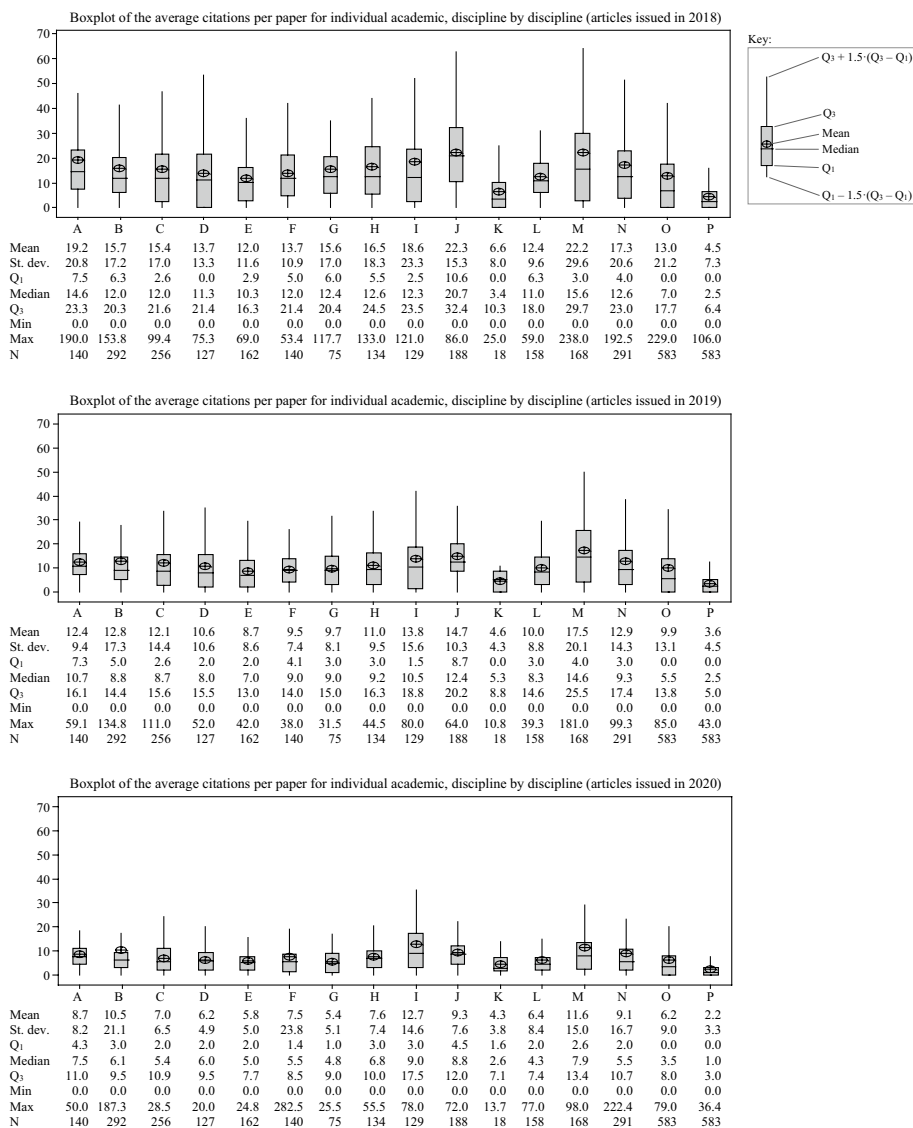 Boxplot of the average citations per paper for individual academic, discipline by discipline (articles issued in 2018)
70
60
50
40
30
20
10
0
A B C D E F G H I J K L M N O P
Mean 19.2 15.7 15.4 13.7 12.0 13.7 15.6 16.5 18.6 22.3 6.6 12.4 22.2 17.3 13.0 4.5
St. dev. 20.8 17.2 17.0 13.3 11.6 10.9 17.0 18.3 23.3 15.3 8.0 9.6 29.6 20.6 21.2 7.3
Q1 7.5 6.3 2.6 0.0 2.9 5.0 6.0 5.5 2.5 10.6 0.0 6.3 3.0 4.0 0.0 0.0
Median 14.6 12.0 12.0 11.3 10.3 12.0 12.4 12.6 12.3 20.7 3.4 11.0 15.6 12.6 7.0 2.5
Q3 23.3 20.3 21.6 21.4 16.3 21.4 20.4 24.5 23.5 32.4 10.3 18.0 29.7 23.0 17.7 6.4
Min 0.0 0.0 0.0 0.0 0.0 0.0 0.0 0.0 0.0 0.0 0.0 0.0 0.0 0.0 0.0 0.0
Max 190.0 153.8 99.4 75.3 69.0 53.4 117.7 133.0 121.0 86.0 25.0 59.0 238.0 192.5 229.0 106.0
N 140 292 256 127 162 140 75 134 129 188 18 158 168 291 583 583
Key:
Q3 + 1.5·(Q3 – Q1)
Q3
Mean
Median
Q1
Q1 – 1.5·(Q3 – Q1)
Boxplot of the average citations per paper for individual academic, discipline by discipline (articles issued in 2019)
70
60
50
40
30
20
10
0
A B C D E F G H I J K L M N O P
Mean 12.4 12.8 12.1 10.6 8.7 9.5 9.7 11.0 13.8 14.7 4.6 10.0 17.5 12.9 9.9 3.6
St. dev. 9.4 17.3 14.4 10.6 8.6 7.4 8.1 9.5 15.6 10.3 4.3 8.8 20.1 14.3 13.1 4.5
Q1 7.3 5.0 2.6 2.0 2.0 4.1 3.0 3.0 1.5 8.7 0.0 3.0 4.0 3.0 0.0 0.0
Median 10.7 8.8 8.7 8.0 7.0 9.0 9.0 9.2 10.5 12.4 5.3 8.3 14.6 9.3 5.5 2.5
Q3 16.1 14.4 15.6 15.5 13.0 14.0 15.0 16.3 18.8 20.2 8.8 14.6 25.5 17.4 13.8 5.0
Min 0.0 0.0 0.0 0.0 0.0 0.0 0.0 0.0 0.0 0.0 0.0 0.0 0.0 0.0 0.0 0.0
Max 59.1 134.8 111.0 52.0 42.0 38.0 31.5 44.5 80.0 64.0 10.8 39.3 181.0 99.3 85.0 43.0
N 140 292 256 127 162 140 75 134 129 188 18 158 168 291 583 583
Boxplot of the average citations per paper for individual academic, discipline by discipline (articles issued in 2020)
70
60
50
40
30
20
10
0
A B C D E F G H I J K L M N O P
Mean 8.7 10.5 7.0 6.2 5.8 7.5 5.4 7.6 12.7 9.3 4.3 6.4 11.6 9.1 6.2 2.2
St. dev. 8.2 21.1 6.5 4.9 5.0 23.8 5.1 7.4 14.6 7.6 3.8 8.4 15.0 16.7 9.0 3.3
Q1 4.3 3.0 2.0 2.0 2.0 1.4 1.0 3.0 3.0 4.5 1.6 2.0 2.6 2.0 0.0 0.0
Median 7.5 6.1 5.4 6.0 5.0 5.5 4.8 6.8 9.0 8.8 2.6 4.3 7.9 5.5 3.5 1.0
Q3 11.0 9.5 10.9 9.5 7.7 8.5 9.0 10.0 17.5 12.0 7.1 7.4 13.4 10.7 8.0 3.0
Min 0.0 0.0 0.0 0.0 0.0 0.0 0.0 0.0 0.0 0.0 0.0 0.0 0.0 0.0 0.0 0.0
Max 50.0 187.3 28.5 20.0 24.8 282.5 25.5 55.5 78.0 72.0 13.7 77.0 98.0 222.4 79.0 36.4
N 140 292 256 127 162 140 75 134 129 188 18 158 168 291 583 583